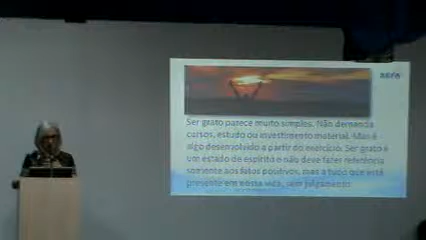 Ser grato parece muito simples. Não demanda
cursos, estudo ou investimento material. Mas é
algo desenvolvido a partir do exercício. Ser grato é
um estado de espírito e não deve fazer referência
somente aos fatos positivos, mas a tudo que está
presente em nossa vida, sem julgamento